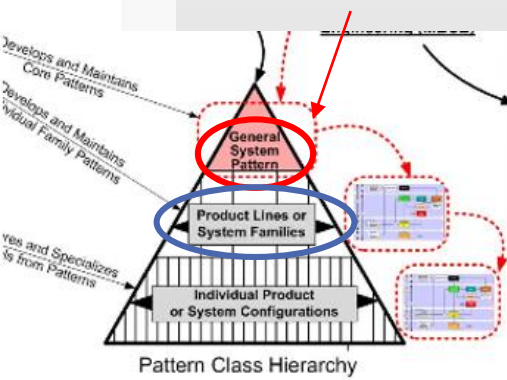 Develops and Maintains
Core Patterns
Develops and Maintains
Family Patterns
and Specializes
from Patterns
General
System
Pattern
Product Lines or
System Families
Individual Product
or System Configurations
Pattern Class Hierarchy